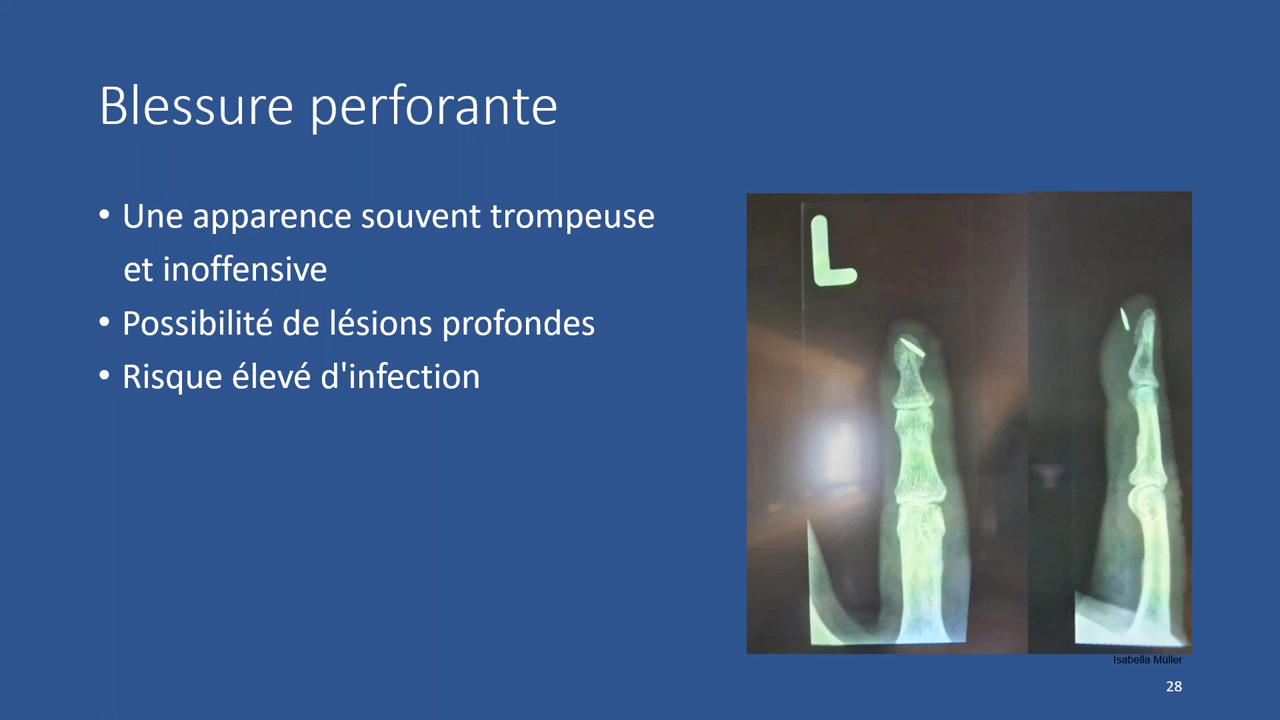 Blessure perforante
• Une apparence souvent trompeuse
et inoffensive
• Possibilité de lésions profondes
• Risque élevé d'infection
L
Isabella Müller
28